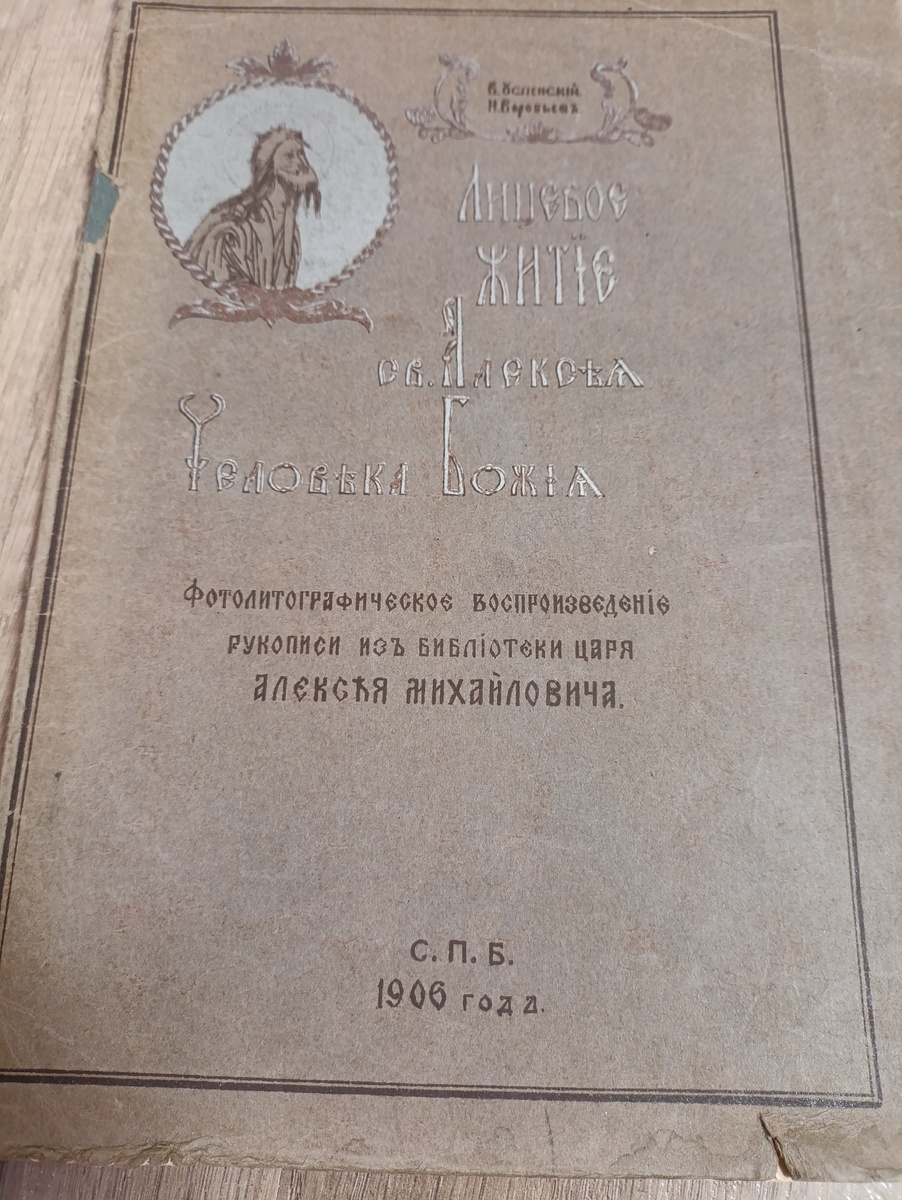 В. Успенскій.
Н. Воробьевъ
Лицевое
житіе
св. Алексѣя
Человѣка Божія.
Фотолитографическое воспроизведеніе
рукописи изъ библіотеки царя
Алексѣя Михайловича.
С. П. Б.
1906 года.